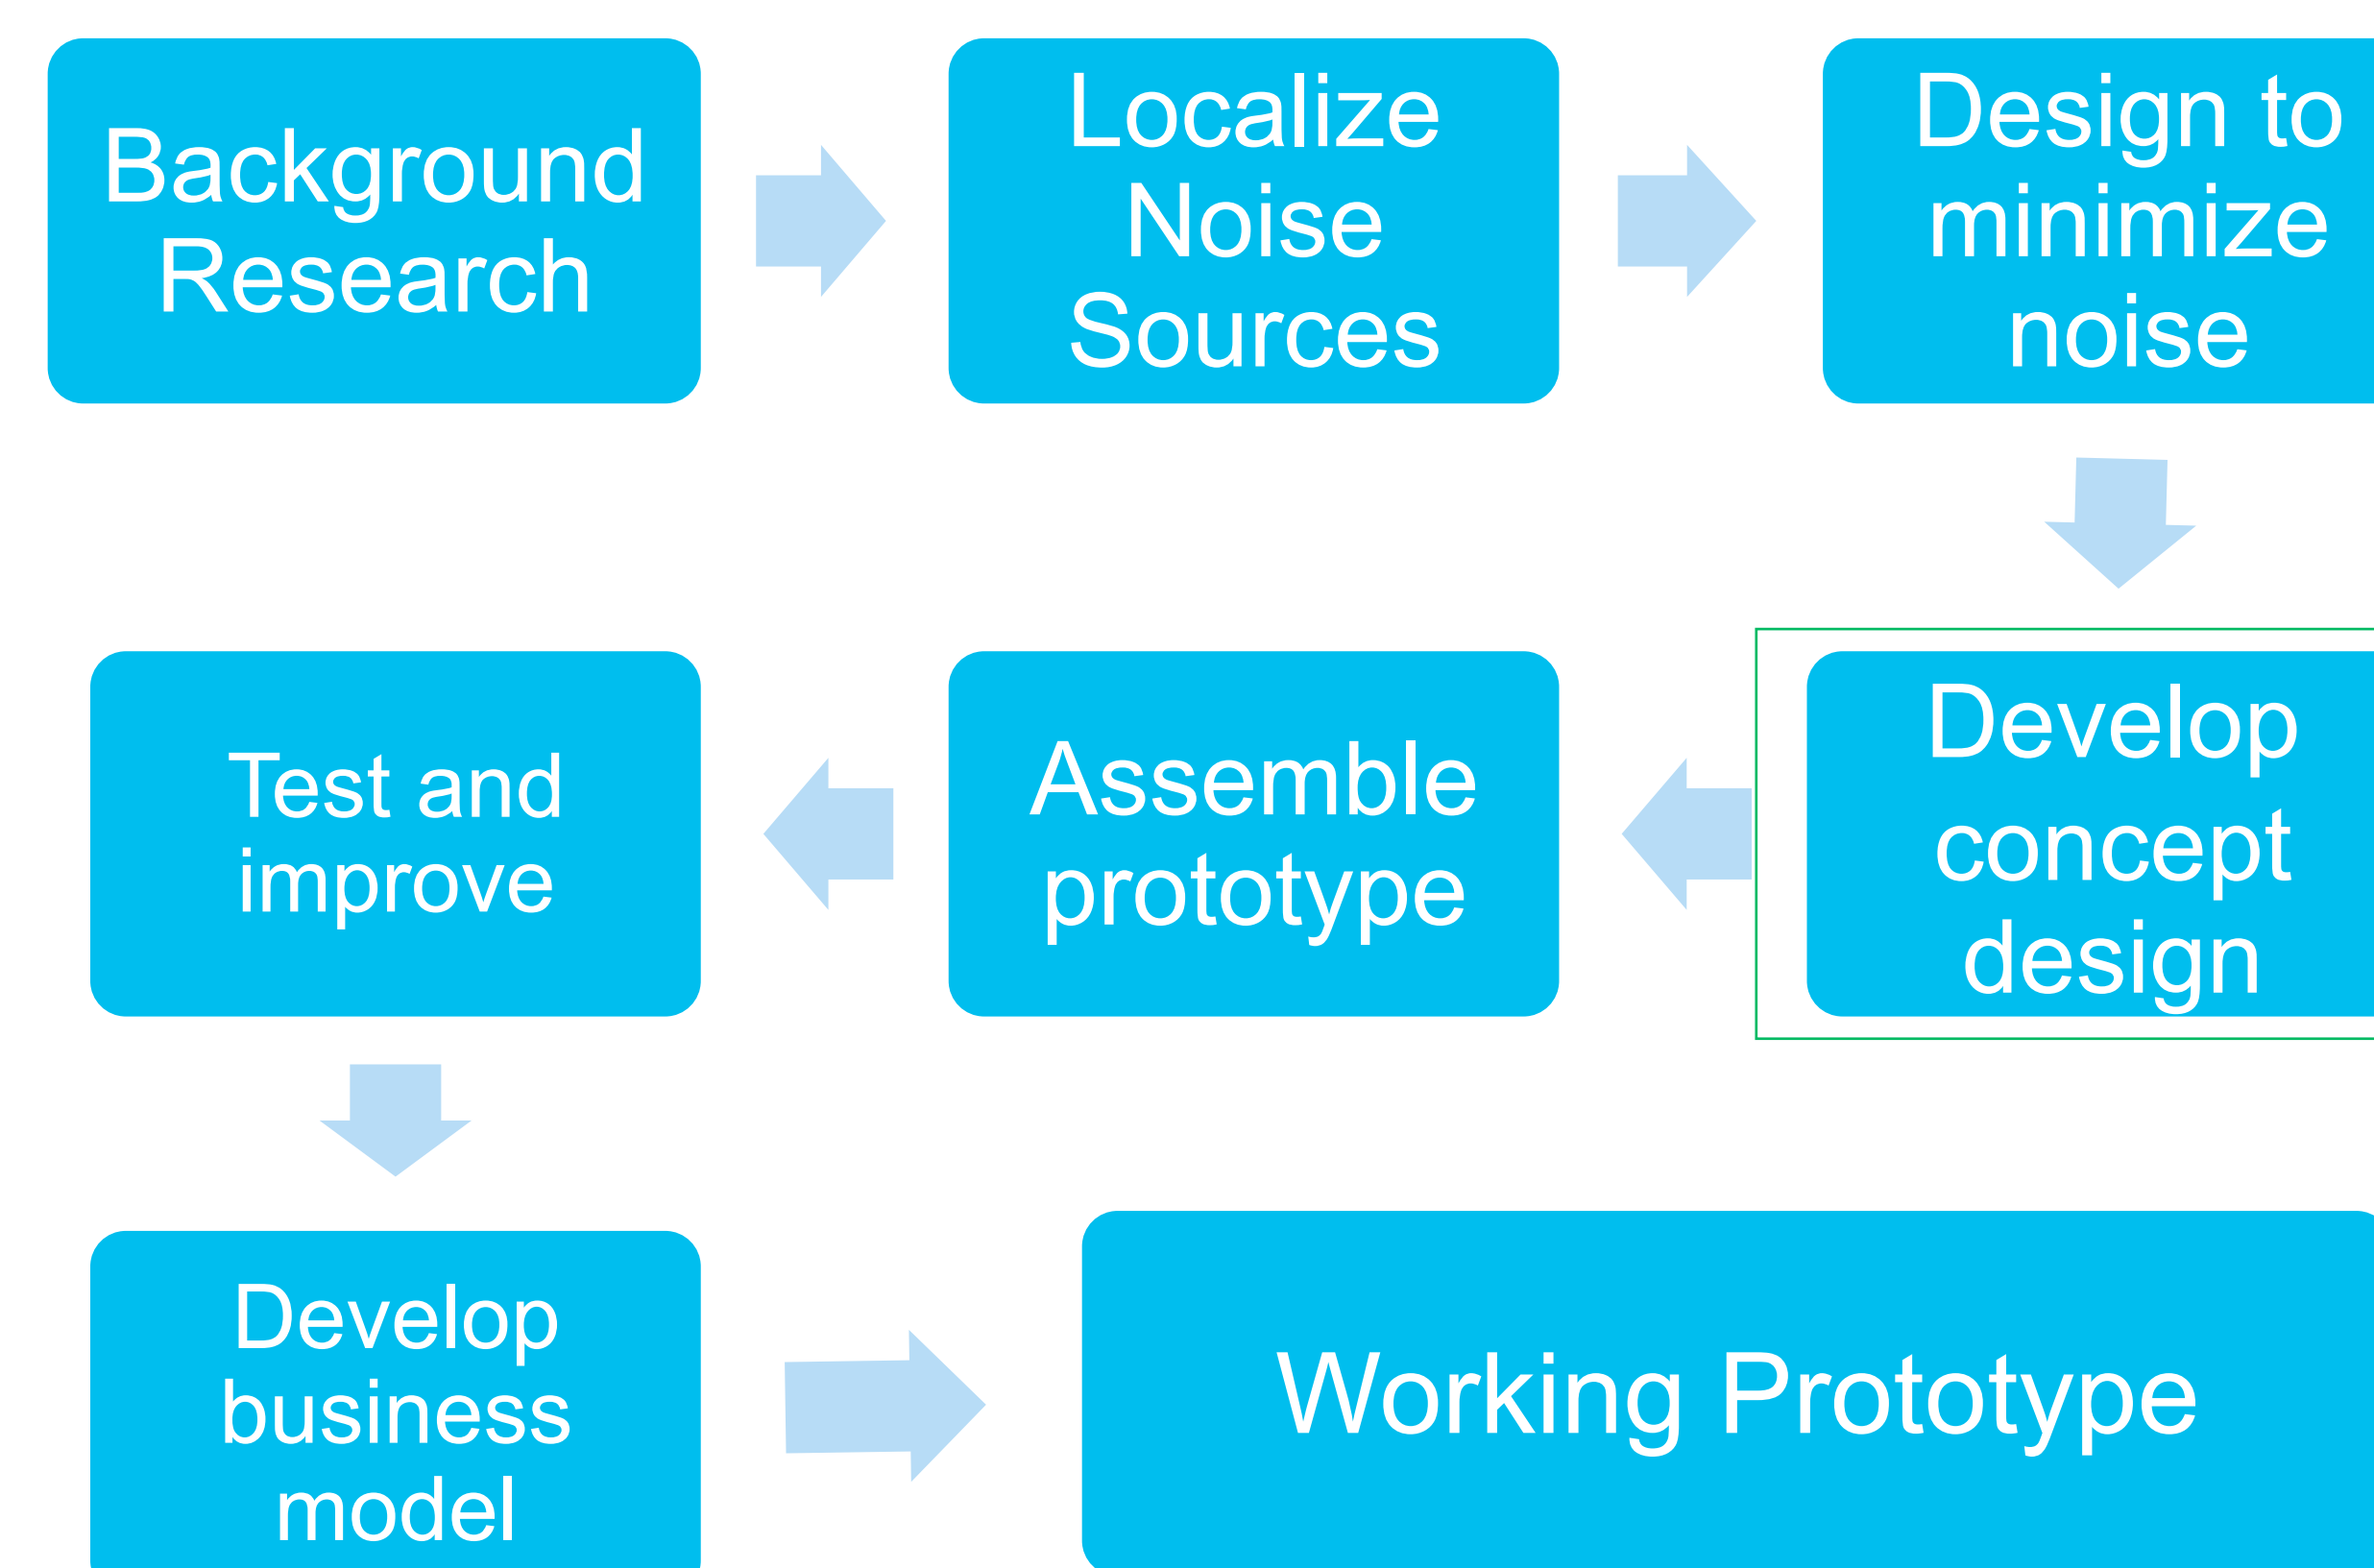 Background
Research
Localize
Noise
Sources
Design to
minimize
noise
Develop
concept
design
Assemble
prototype
Test and
improve
Develop
business
model
Working Prototype